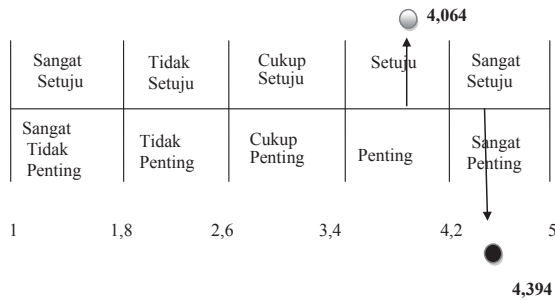 4,064
Sangat Setuju
Tidak Setuju
Cukup Setuju
Setuju
Sangat Setuju
Sangat Tidak Penting
Tidak Penting
Cukup Penting
Penting
Sangat Penting
1 1,8 2,6 3,4 4,2 5
4,394